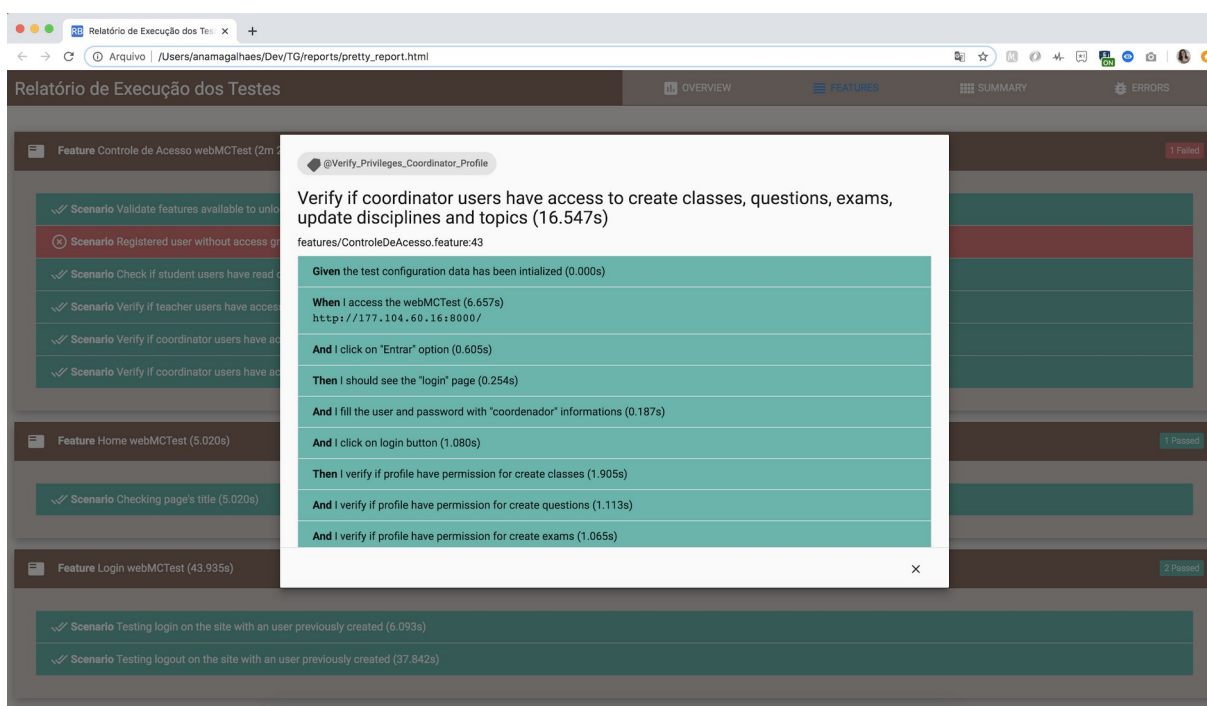 RB Relatório de Execução dos Tes
Arquivo | /Users/anamagalhaes/Dev/TG/reports/pretty_report.html
ON
Relatório de Execução dos Testes
OVERVIEW
FEATURES
SUMMARY
ERRORS
Feature Controle de Acesso webMCTest (2m
1 Failed
@Verify_Privileges_Coordinator_Profile
Verify if coordinator users have access to create classes, questions, exams,
update disciplines and topics (16.547s)
features/ControleDeAcesso.feature:43
Given the test configuration data has been intialized (0.000s)
When I access the webMCTest (6.657s)
http://177.104.60.16:8000/
And I click on "Entrar" option (0.605s)
Then I should see the "login" page (0.254s)
And I fill the user and password with "coordenador" informations (0.187s)
And I click on login button (1.080s)
Then I verify if profile have permission for create classes (1.905s)
And I verify if profile have permission for create questions (1.113s)
And I verify if profile have permission for create exams (1.065s)
Scenario Validate features available to unlo
Scenario Registered user without access gr
Scenario Check if student users have read
Scenario Verify if teacher users have acces
Scenario Verify if coordinator users have ac
Scenario Verify if coordinator users have ac
Feature Home webMCTest (5.020s)
1 Passed
Scenario Checking page's title (5.020s)
Feature Login webMCTest (43.935s)
2 Passed
Scenario Testing login on the site with an user previously created (6.093s)
Scenario Testing logout on the site with an user previously created (37.842s)